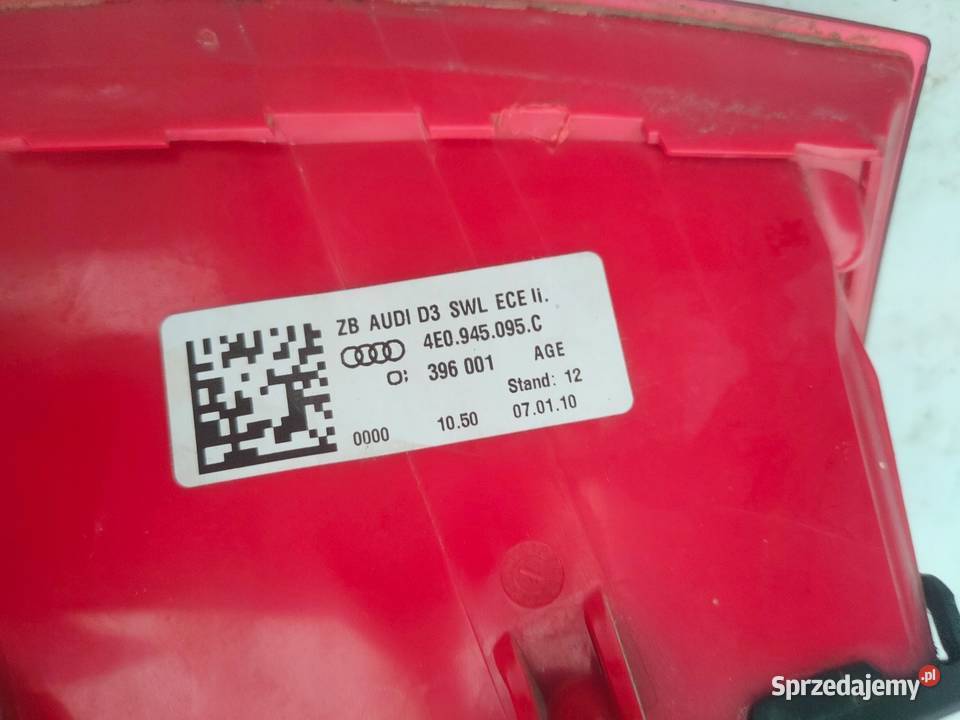 ZB AUDI D3 SWL ECE li.
4E0.945.095.C
396 001 AGE
Stand: 12
0000 10.50 07.01.10
Sprzedajemy.pl